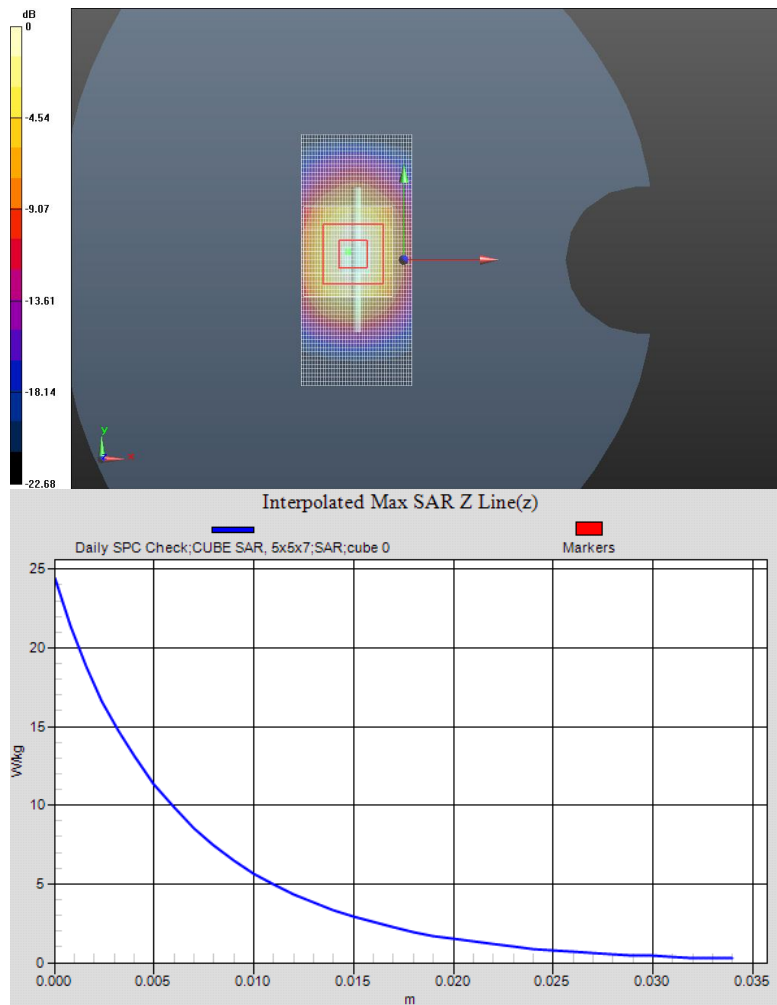 dB
0
-4.54
-9.07
-13.61
-18.14
-22.68
y
x
Interpolated Max SAR Z Line(z)
Daily SPC Check;CUBE SAR, 5x5x7;SAR;cube 0
Markers
W/kg
25
20
15
10
5
0
0.000 0.005 0.010 0.015 0.020 0.025 0.030 0.035
m